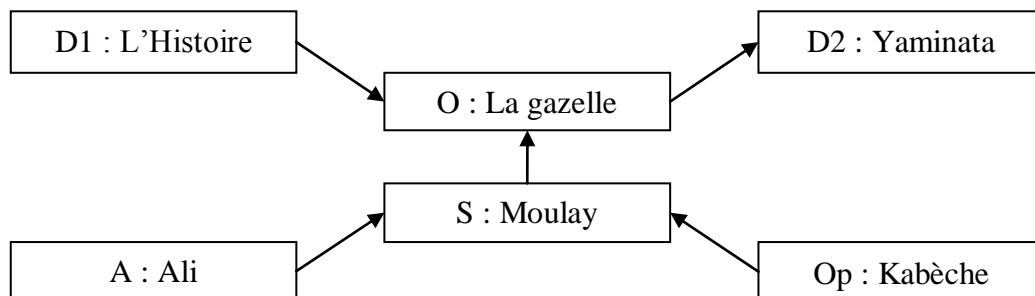 D1 : L’Histoire
D2 : Yaminata
O : La gazelle
S : Moulay
A : Ali
Op : Kabèche